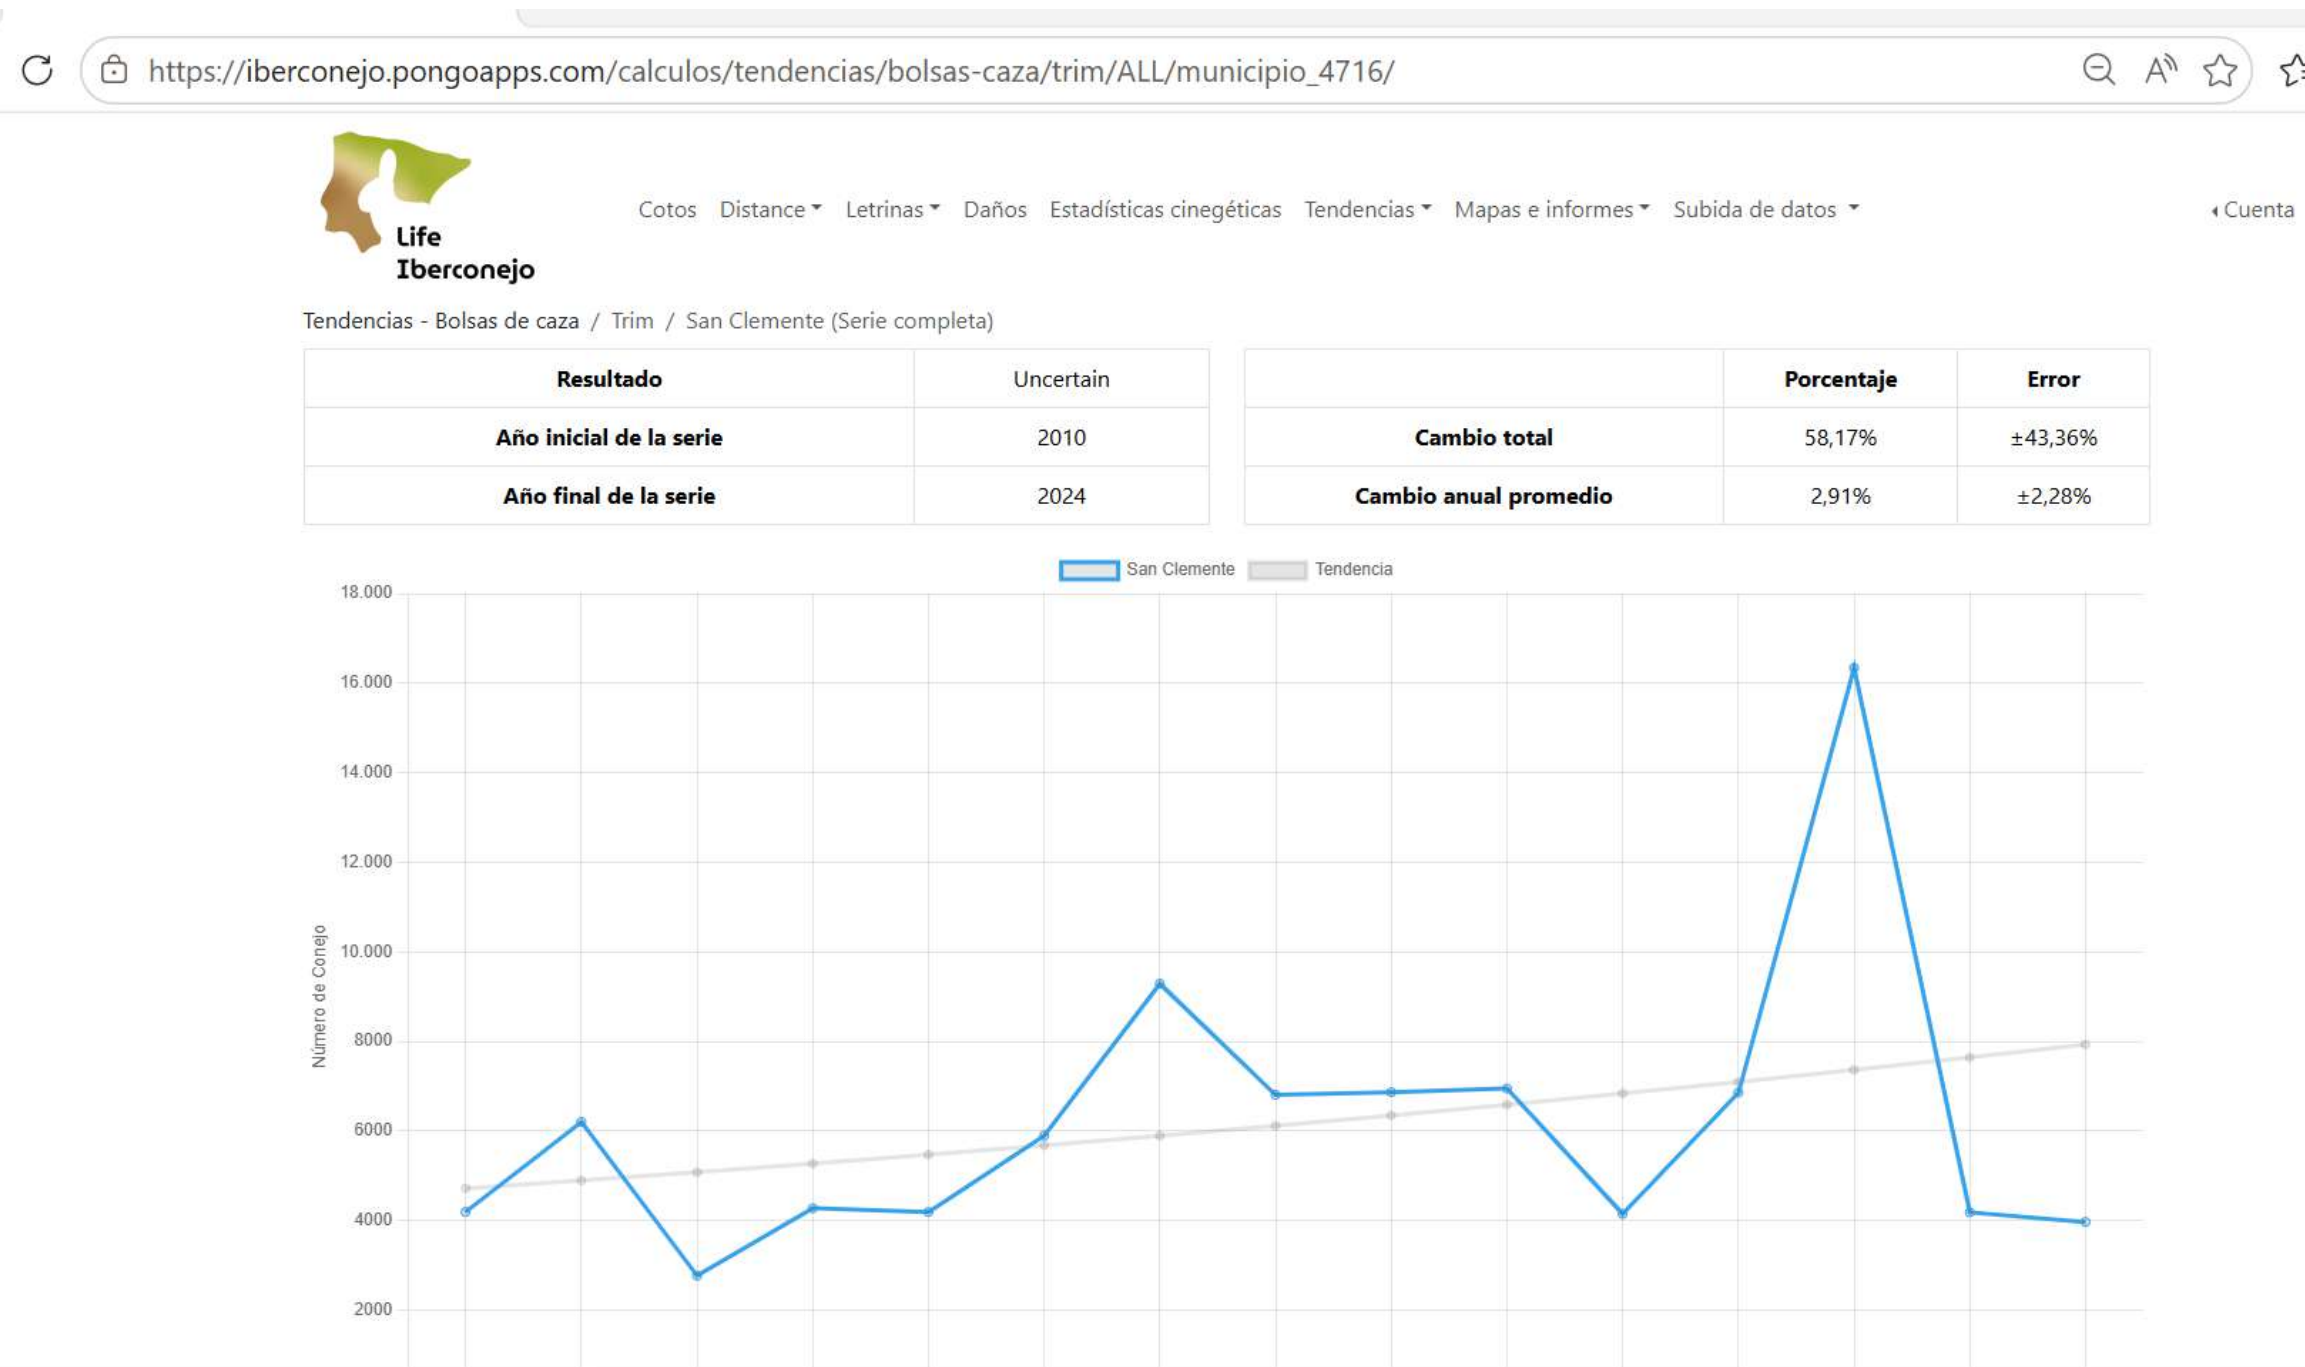 https://iberconejo.pongoapps.com/calculos/tendencias/bolsas-caza/trim/ALL/municipio_4716/
Life
Iberconejo
Cotos Distance Letrinas Daños Estadísticas cinegéticas Tendencias Mapas e informes Subida de datos Cuenta
Tendencias - Bolsas de caza / Trim / San Clemente (Serie completa)
Resultado Uncertain
Año inicial de la serie 2010
Año final de la serie 2024
Porcentaje Error
Cambio total 58,17% ±43,36%
Cambio anual promedio 2,91% ±2,28%
San Clemente Tendencia
18.000
16.000
14.000
12.000
10.000
8000
6000
4000
2000
Número de Conejo